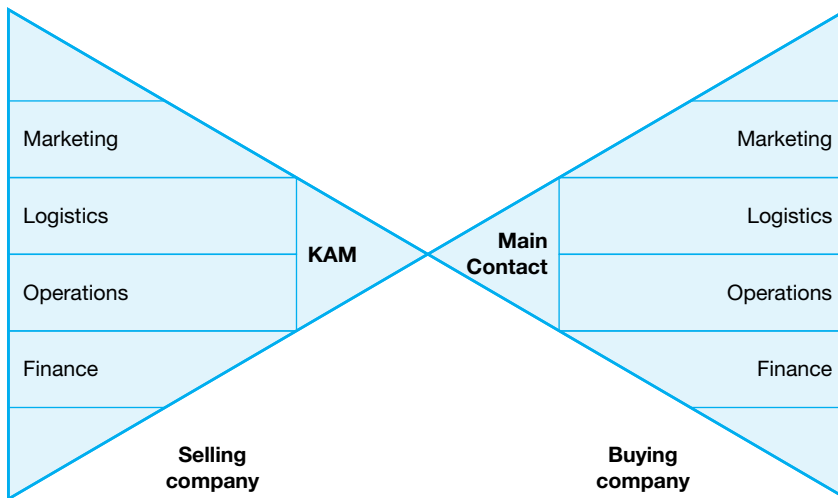 Marketing
Marketing
Logistics
Logistics
KAM
Main
Contact
Operations
Operations
Finance
Finance
Selling
company
Buying
company